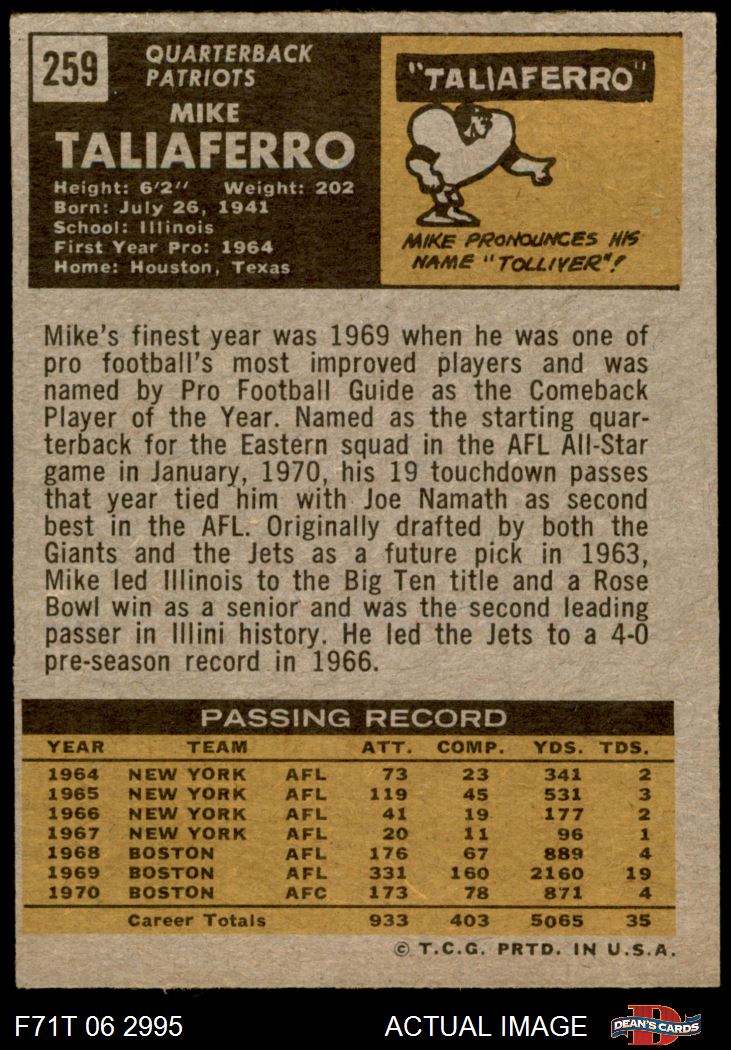 259
QUARTERBACK
PATRIOTS
MIKE
TALIAFERRO
Height: 6'2'' Weight: 202
Born: July 26, 1941
School: Illinois
First Year Pro: 1964
Home: Houston, Texas
"TALIAFERRO"
MIKE PRONOUNCES HIS
NAME "TOLLIVER"!
Mike's finest year was 1969 when he was one of
pro football's most improved players and was
named by Pro Football Guide as the Comeback
Player of the Year. Named as the starting quar-
terback for the Eastern squad in the AFL All-Star
game in January, 1970, his 19 touchdown passes
that year tied him with Joe Namath as second
best in the AFL. Originally drafted by both the
Giants and the Jets as a future pick in 1963,
Mike led Illinois to the Big Ten title and a Rose
Bowl win as a senior and was the second leading
passer in Illini history. He led the Jets to a 4-0
pre-season record in 1966.
PASSING RECORD
YEAR TEAM ATT. COMP. YDS. TDS.
1964 NEW YORK AFL 73 23 341 2
1965 NEW YORK AFL 119 45 531 3
1966 NEW YORK AFL 41 19 177 2
1967 NEW YORK AFL 20 11 96 1
1968 BOSTON AFL 176 67 889 4
1969 BOSTON AFL 331 160 2160 19
1970 BOSTON AFC 173 78 871 4
Career Totals 933 403 5065 35
© T.C.G. PRTD. IN U.S.A.
F71T 06 2995 ACTUAL IMAGE
D
DEAN'S CARDS